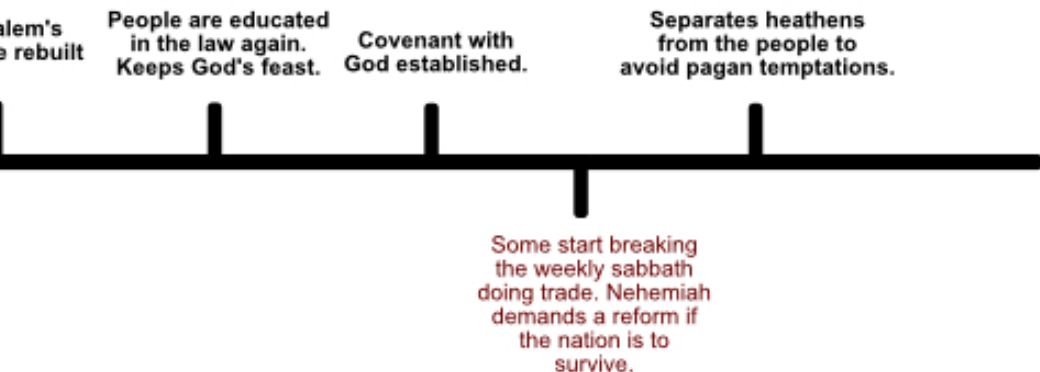 rebuilt
People are educated
in the law again.
Keeps God's feast.
Covenant with
God established.
Some start breaking
the weekly sabbath
doing trade. Nehemiah
demands a reform if
the nation is to
survive.
Separates heathens
from the people to
avoid pagan temptations.